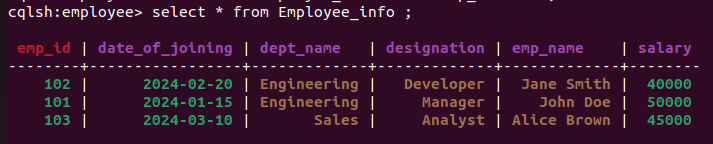 cqlsh:employee> select * from Employee_info ;
emp_id | date_of_joining | dept_name | designation | emp_name | salary
--------+-----------------+-------------+-------------+-------------+--------
102 | 2024-02-20 | Engineering | Developer | Jane Smith | 40000
101 | 2024-01-15 | Engineering | Manager | John Doe | 50000
103 | 2024-03-10 | Sales | Analyst | Alice Brown | 45000